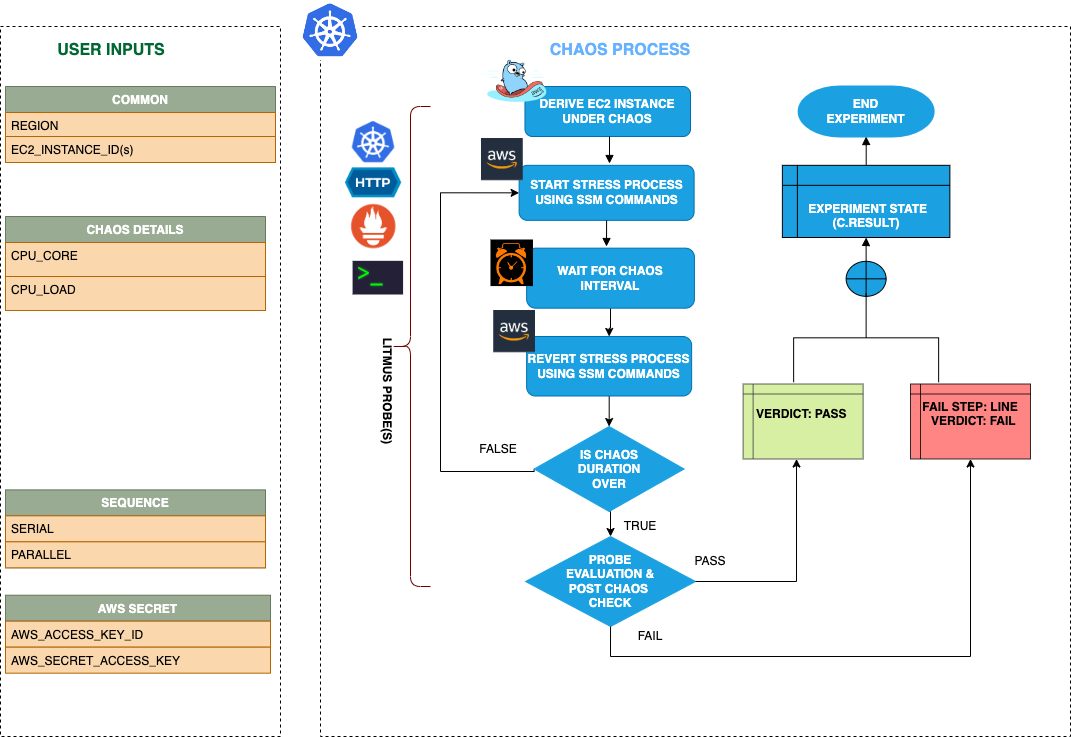 USER INPUTS
COMMON
REGION
EC2_INSTANCE_ID(s)
CHAOS DETAILS
CPU_CORE
CPU_LOAD
SEQUENCE
SERIAL
PARALLEL
AWS SECRET
AWS_ACCESS_KEY_ID
AWS_SECRET_ACCESS_KEY
CHAOS PROCESS
HTTP
>_
LITMUS PROBE(S)
DERIVE EC2 INSTANCE
UNDER CHAOS
aws
START STRESS PROCESS
USING SSM COMMANDS
WAIT FOR CHAOS
INTERVAL
aws
REVERT STRESS PROCESS
USING SSM COMMANDS
IS CHAOS
DURATION
OVER
FALSE
TRUE
PROBE
EVALUATION &
POST CHAOS
CHECK
PASS
FAIL
END
EXPERIMENT
EXPERIMENT STATE
(C.RESULT)
VERDICT: PASS
FAIL STEP: LINE
VERDICT: FAIL